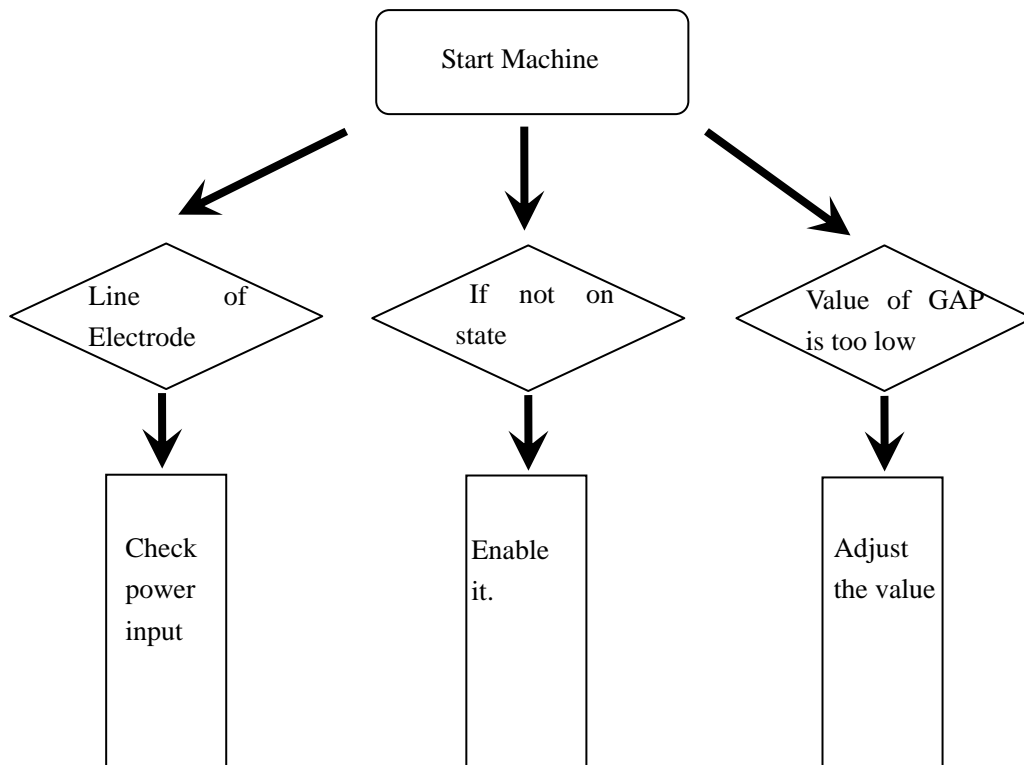 Start Machine
Line of
Electrode
If not on
state
Value of GAP
is too low
Check
power
input
Enable
it.
Adjust
the value